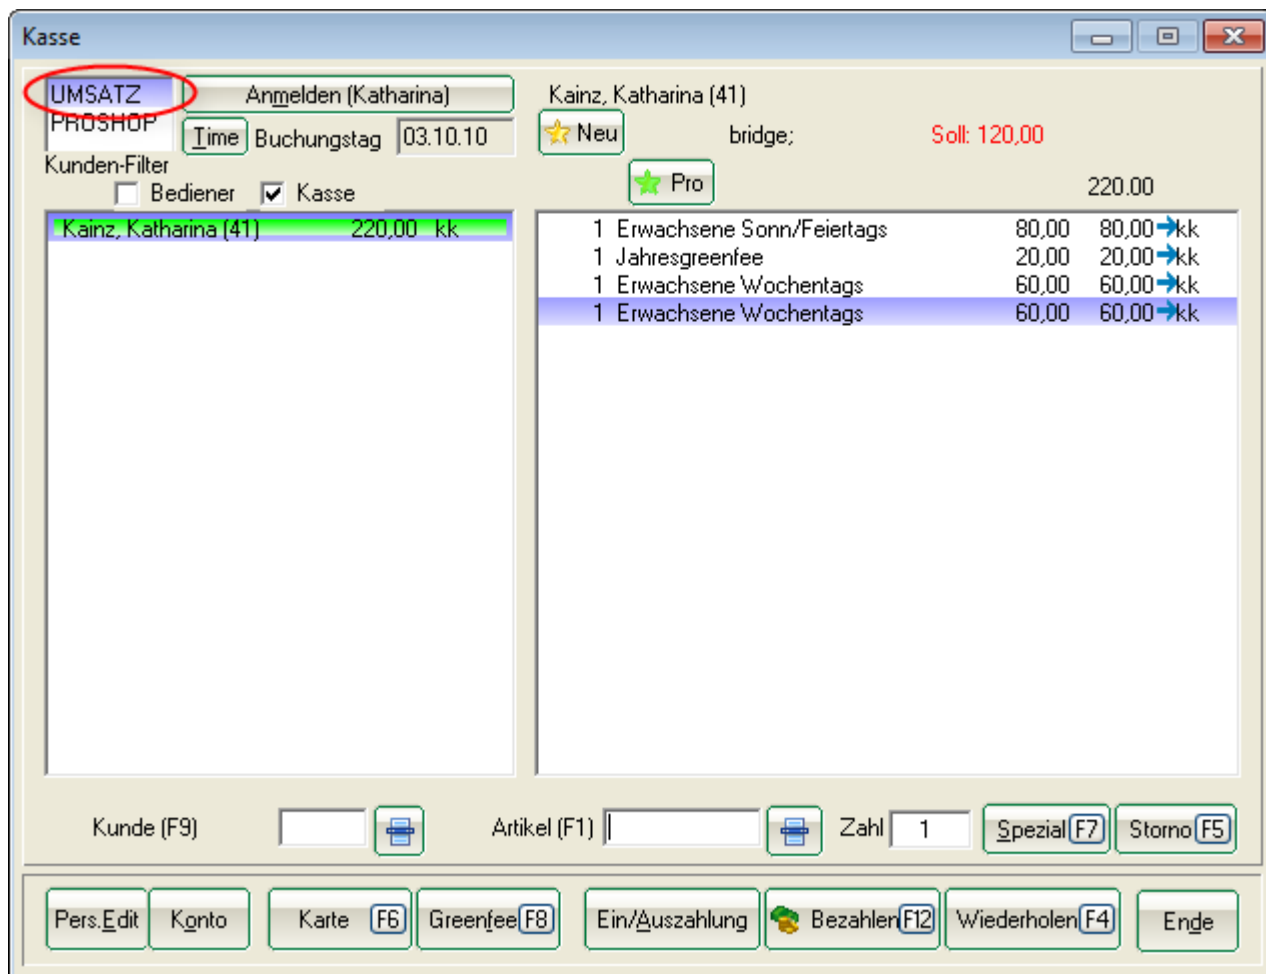 Kasse
UMSATZ
PROSHOP
Anmelden (Katharina)
Time Buchungstag 03.10.10
Kunden-Filter
Bediener Kasse
Kainz, Katharina (41)
Neu bridge; Soll: 120,00
Pro 220.00
Kainz, Katharina (41) 220,00 kk
1 Erwachsene Sonn/Feiertags 80,00 80,00 kk
1 Jahresgreenfee 20,00 20,00 kk
1 Erwachsene Wochentags 60,00 60,00 kk
1 Erwachsene Wochentags 60,00 60,00 kk
Kunde (F9) Artikel (F1) Zahl 1 Spezial F7 Storno F5
Pers.Edit Konto Karte F6 Greenfee F8 Ein/Auszahlung Bezahlen F12 Wiederholen F4 Ende